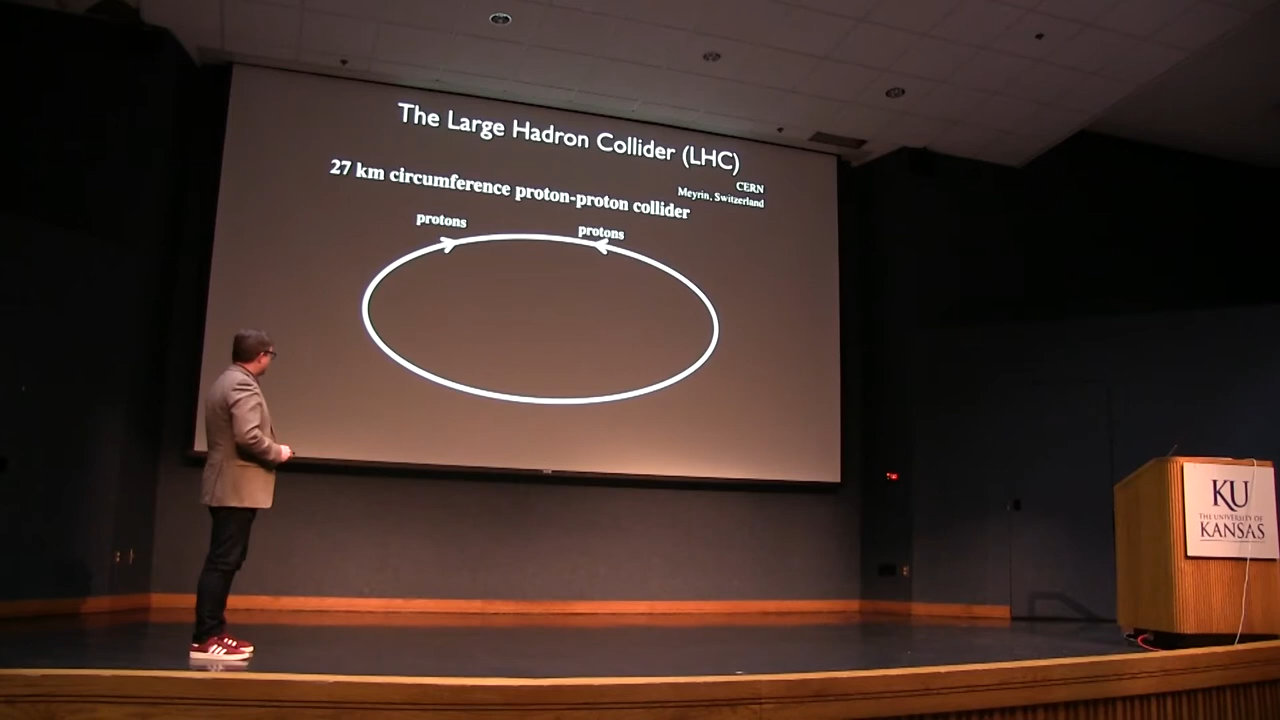 The Large Hadron Collider (LHC)
CERN
Meyrin, Switzerland
27 km circumference proton-proton collider
protons
protons
KU
THE UNIVERSITY OF
KANSAS